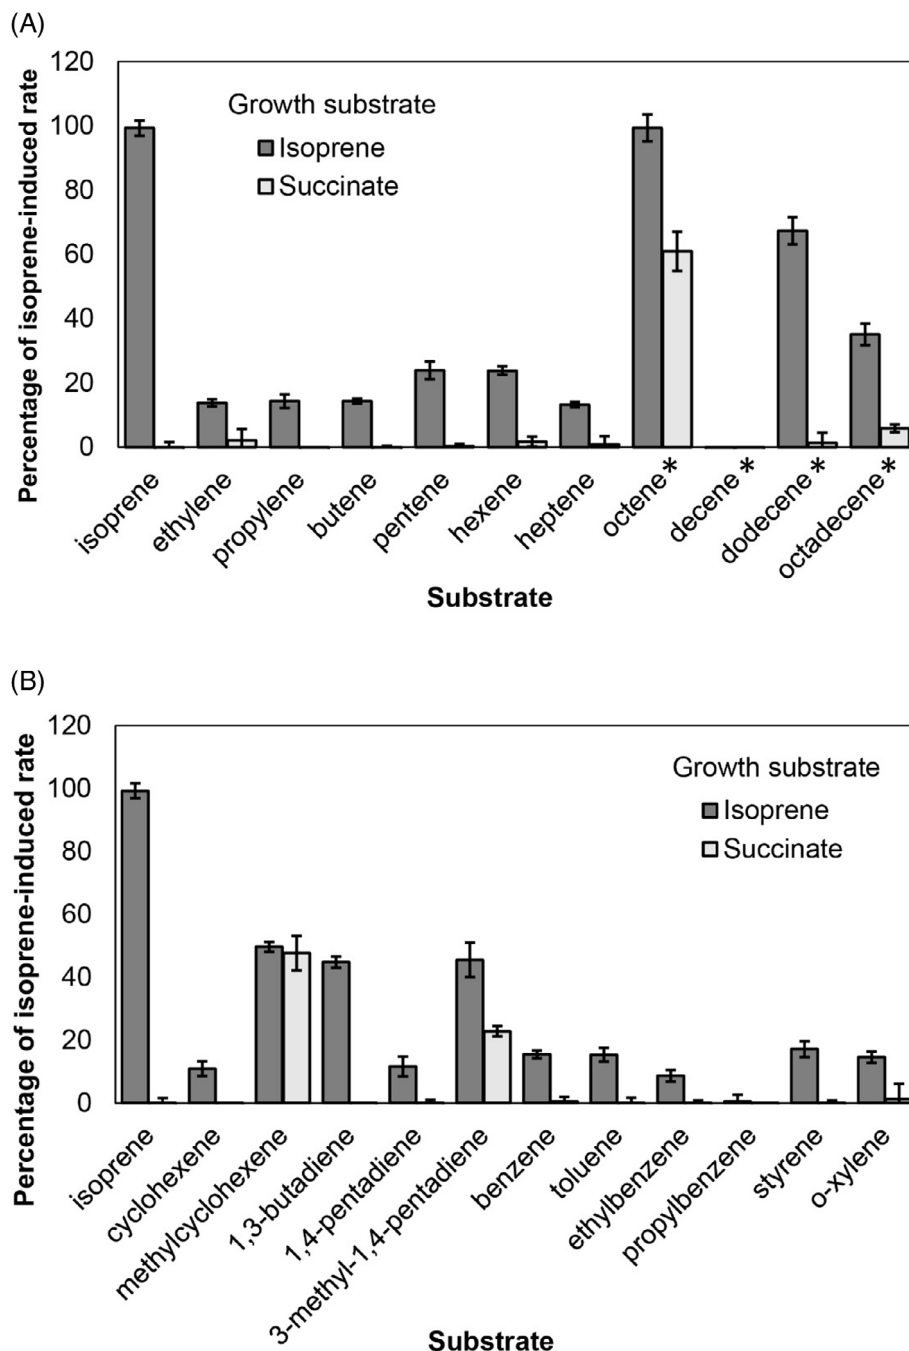 (A)
120
100
80
60
40
20
0
Percentage of isoprene-induced rate
Growth substrate
Isoprene
Succinate
isoprene
ethylene
propylene
butene
pentene
hexene
heptene
octene*
decene*
dodecene*
octadecene*
Substrate
(B)
120
100
80
60
40
20
0
Percentage of isoprene-induced rate
Growth substrate
Isoprene
Succinate
isoprene
cyclohexene
methylcyclohexene
1,3-butadiene
1,4-pentadiene
3-methyl-1,4-pentadiene
benzene
toluene
ethylbenzene
propylbenzene
styrene
o-xylene
Substrate